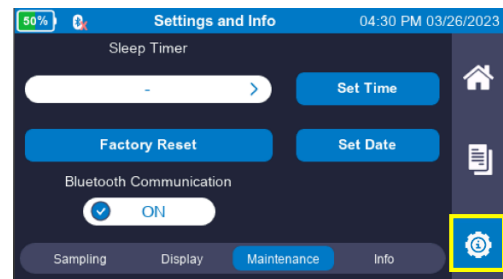 50% Settings and Info 04:30 PM 03/26/2023
Sleep Timer
- Set Time
Factory Reset Set Date
Bluetooth Communication
ON
Sampling Display Maintenance Info